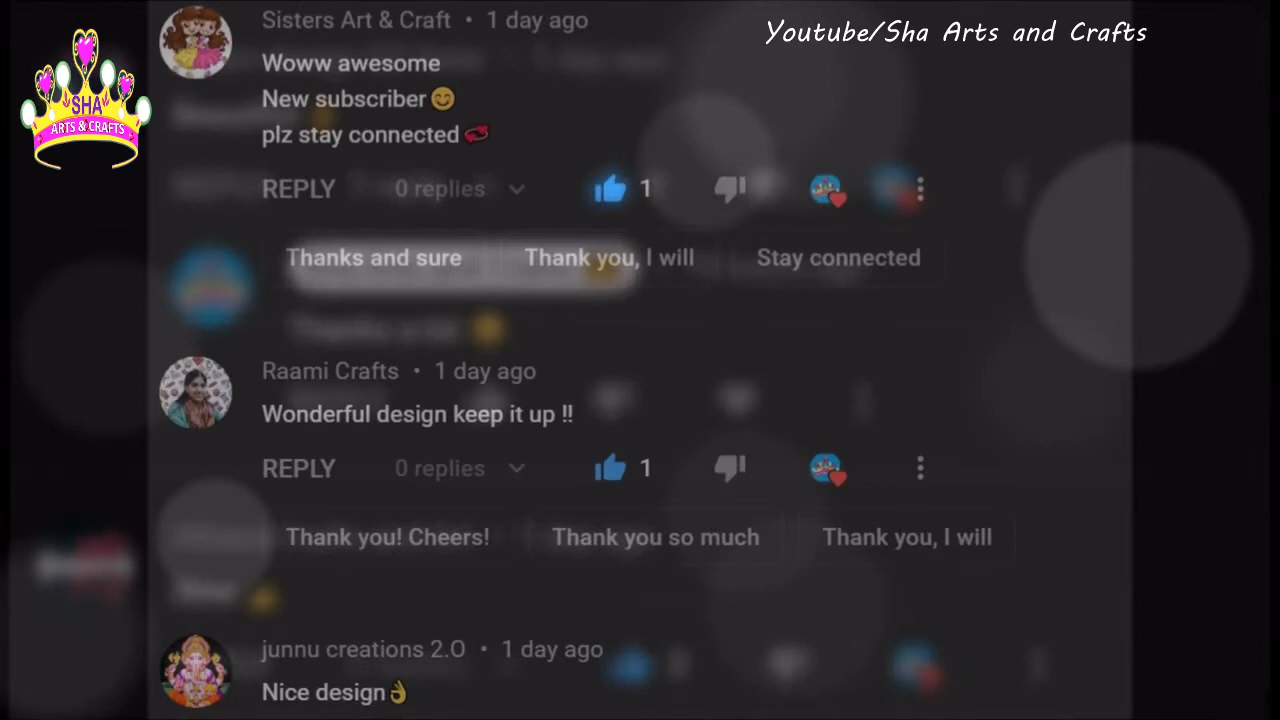 Sisters Art & Craft • 1 day ago
Youtube/Sha Arts and Crafts
SHA
ARTS & CRAFTS
Woww awesome
New subscriber😊
plz stay connected
REPLY 0 replies 1
Thanks and sure Thank you, I will Stay connected
Raami Crafts • 1 day ago
Wonderful design keep it up !!
REPLY 0 replies 1
Thank you! Cheers! Thank you so much Thank you, I will
junnu creations 2.O • 1 day ago
Nice design👌